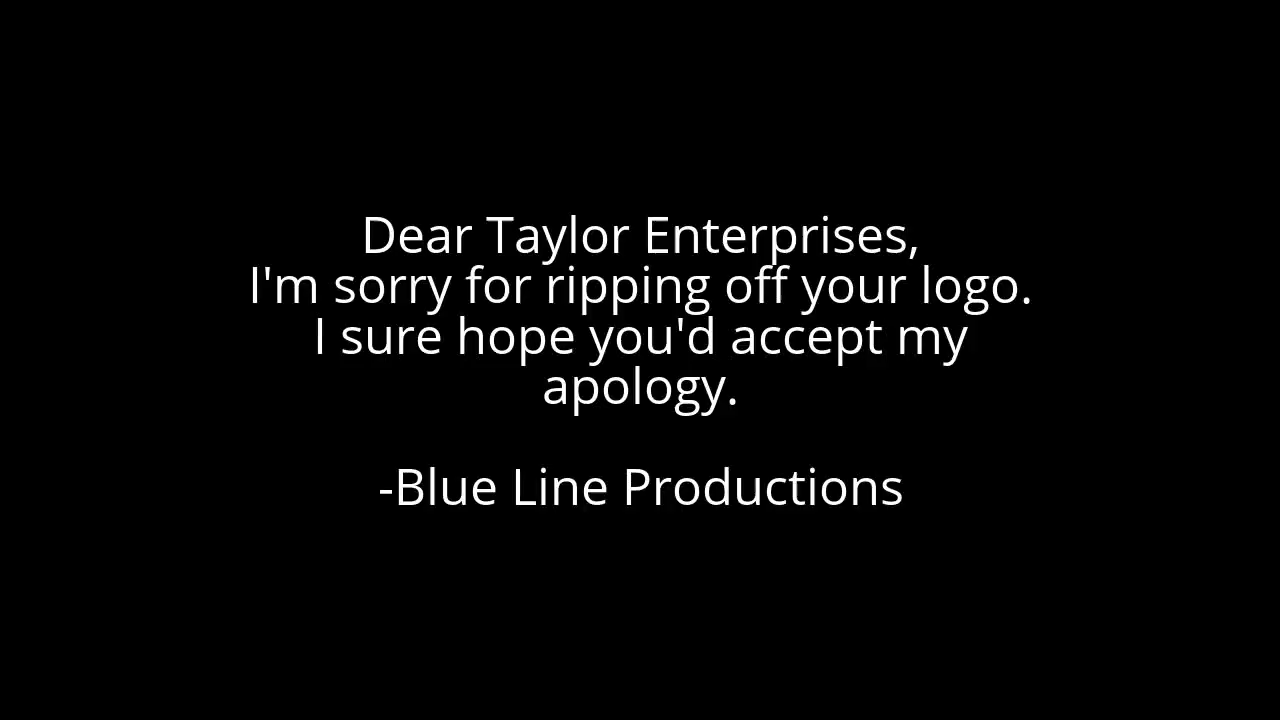 Dear Taylor Enterprises,
I'm sorry for ripping off your logo.
I sure hope you'd accept my
apology.
-Blue Line Productions